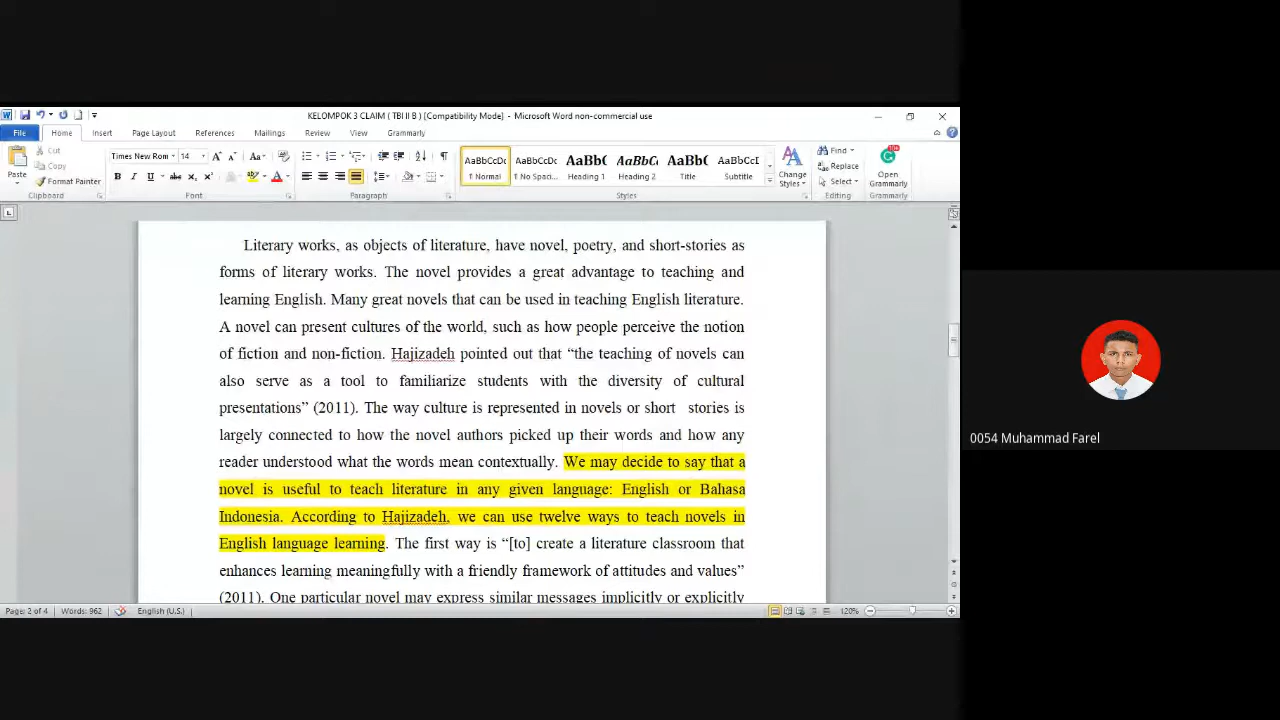 KELOMPOK 3 CLAIM ( TBI II B ) [Compatibility Mode] - Microsoft Word non-commercial use
File Home Insert Page Layout References Mailings Review View Grammarly
Paste
Cut
Copy
Format Painter
Clipboard
Times New Rom 14
Font
Paragraph
AaBbCcDc AaBbCcDc AaBb( AaBbCc AaBb( AaBbCcI
¶ Normal ¶ No Spaci... Heading 1 Heading 2 Title Subtitle
Styles
Change Styles
Find
Replace
Select
Editing
Open Grammarly
Grammarly
Literary works, as objects of literature, have novel, poetry, and short-stories as
forms of literary works. The novel provides a great advantage to teaching and
learning English. Many great novels that can be used in teaching English literature.
A novel can present cultures of the world, such as how people perceive the notion
of fiction and non-fiction. Hajizadeh pointed out that “the teaching of novels can
also serve as a tool to familiarize students with the diversity of cultural
presentations” (2011). The way culture is represented in novels or short stories is
largely connected to how the novel authors picked up their words and how any
reader understood what the words mean contextually. We may decide to say that a
novel is useful to teach literature in any given language: English or Bahasa
Indonesia. According to Hajizadeh, we can use twelve ways to teach novels in
English language learning. The first way is “[to] create a literature classroom that
enhances learning meaningfully with a friendly framework of attitudes and values”
(2011). One particular novel may express similar messages implicitly or explicitly
Page: 2 of 4 Words: 962 English (U.S.) 120%
0054 Muhammad Farel